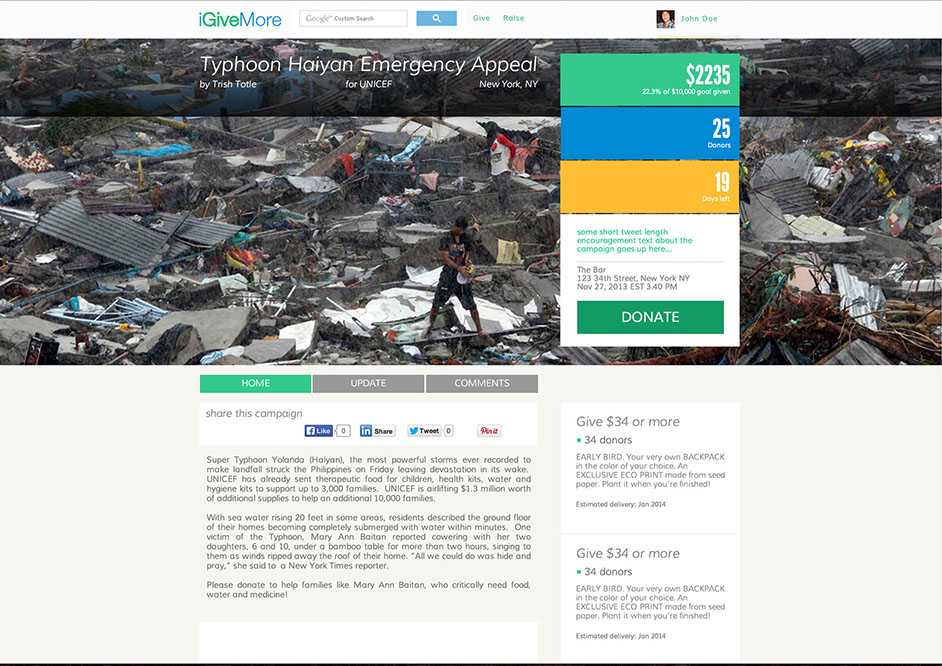 iGiveMore
Google™ Custom Search
Give Raise
John Doe
Typhoon Haiyan Emergency Appeal
by Trish Totle for UNICEF New York, NY
$2235
22.3% of $10,000 goal given
25
Donors
19
Days left
some short tweet length
encouragement text about the
campaign goes up here....
The Bar
123 34th Street, New York NY
Nov 27, 2013 EST 3.40 PM
DONATE
HOME UPDATE COMMENTS
share this campaign
Like 0 Share Tweet 0 Pin it
Super Typhoon Yolanda (Haiyan), the most powerful storms ever recorded to
make landfall struck the Philippines on Friday leaving devastation in its wake.
UNICEF has already sent therapeutic food for children, health kits, water and
hygiene kits to support up to 3,000 families. UNICEF is airlifting $1.3 million worth
of additional supplies to help an additional 10,000 families.
With sea water rising 20 feet in some areas, residents described the ground floor
of their homes becoming completely submerged with water within minutes. One
victim of the Typhoon, Mary Ann Baitan reported cowering with her two
daughters, 6 and 10, under a bamboo table for more than two hours, singing to
them as winds ripped away the roof of their home. "All we could do was hide and
pray," she said to a New York Times reporter.
Please donate to help families like Mary Ann Baitan, who critically need food,
water and medicine!
Give $34 or more
34 donors
EARLY BIRD. Your very own BACKPACK
in the color of your choice. An
EXCLUSIVE ECO PRINT made from seed
paper. Plant it when you're finished!
Estimated delivery: Jan 2014
Give $34 or more
34 donors
EARLY BIRD. Your very own BACKPACK
in the color of your choice. An
EXCLUSIVE ECO PRINT made from seed
paper. Plant it when you're finished!
Estimated delivery: Jan 2014